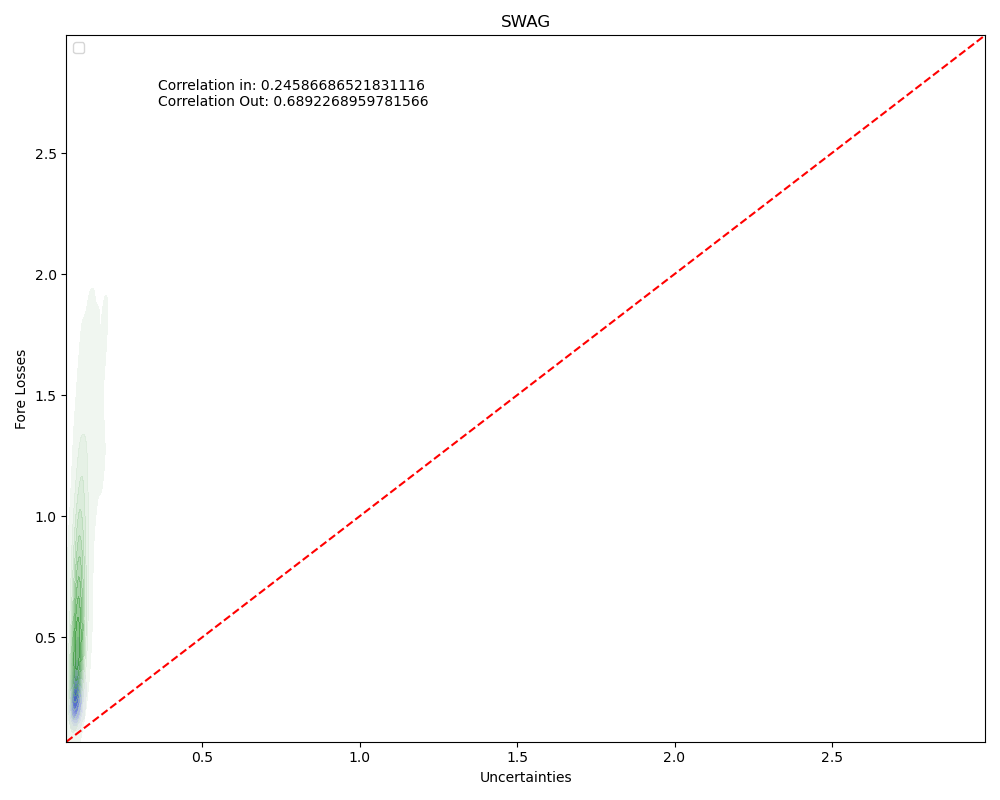 SWAG
Correlation in: 0.24586686521831116
Correlation Out: 0.6892268959781566
2.5
2.0
1.5
1.0
0.5
Fore Losses
0.5 1.0 1.5 2.0 2.5
Uncertainties